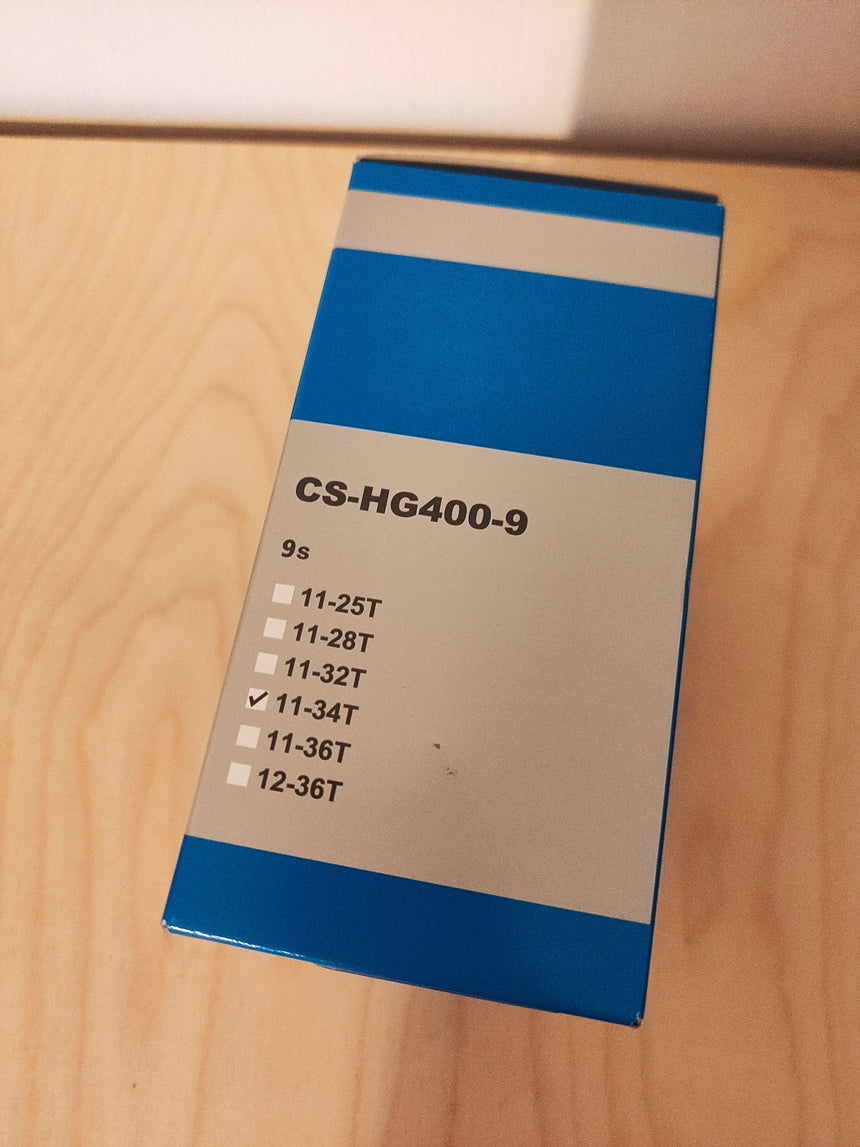 CS-HG400-9
9s
11-25T
11-28T
11-32T
✓ 11-34T
11-36T
12-36T